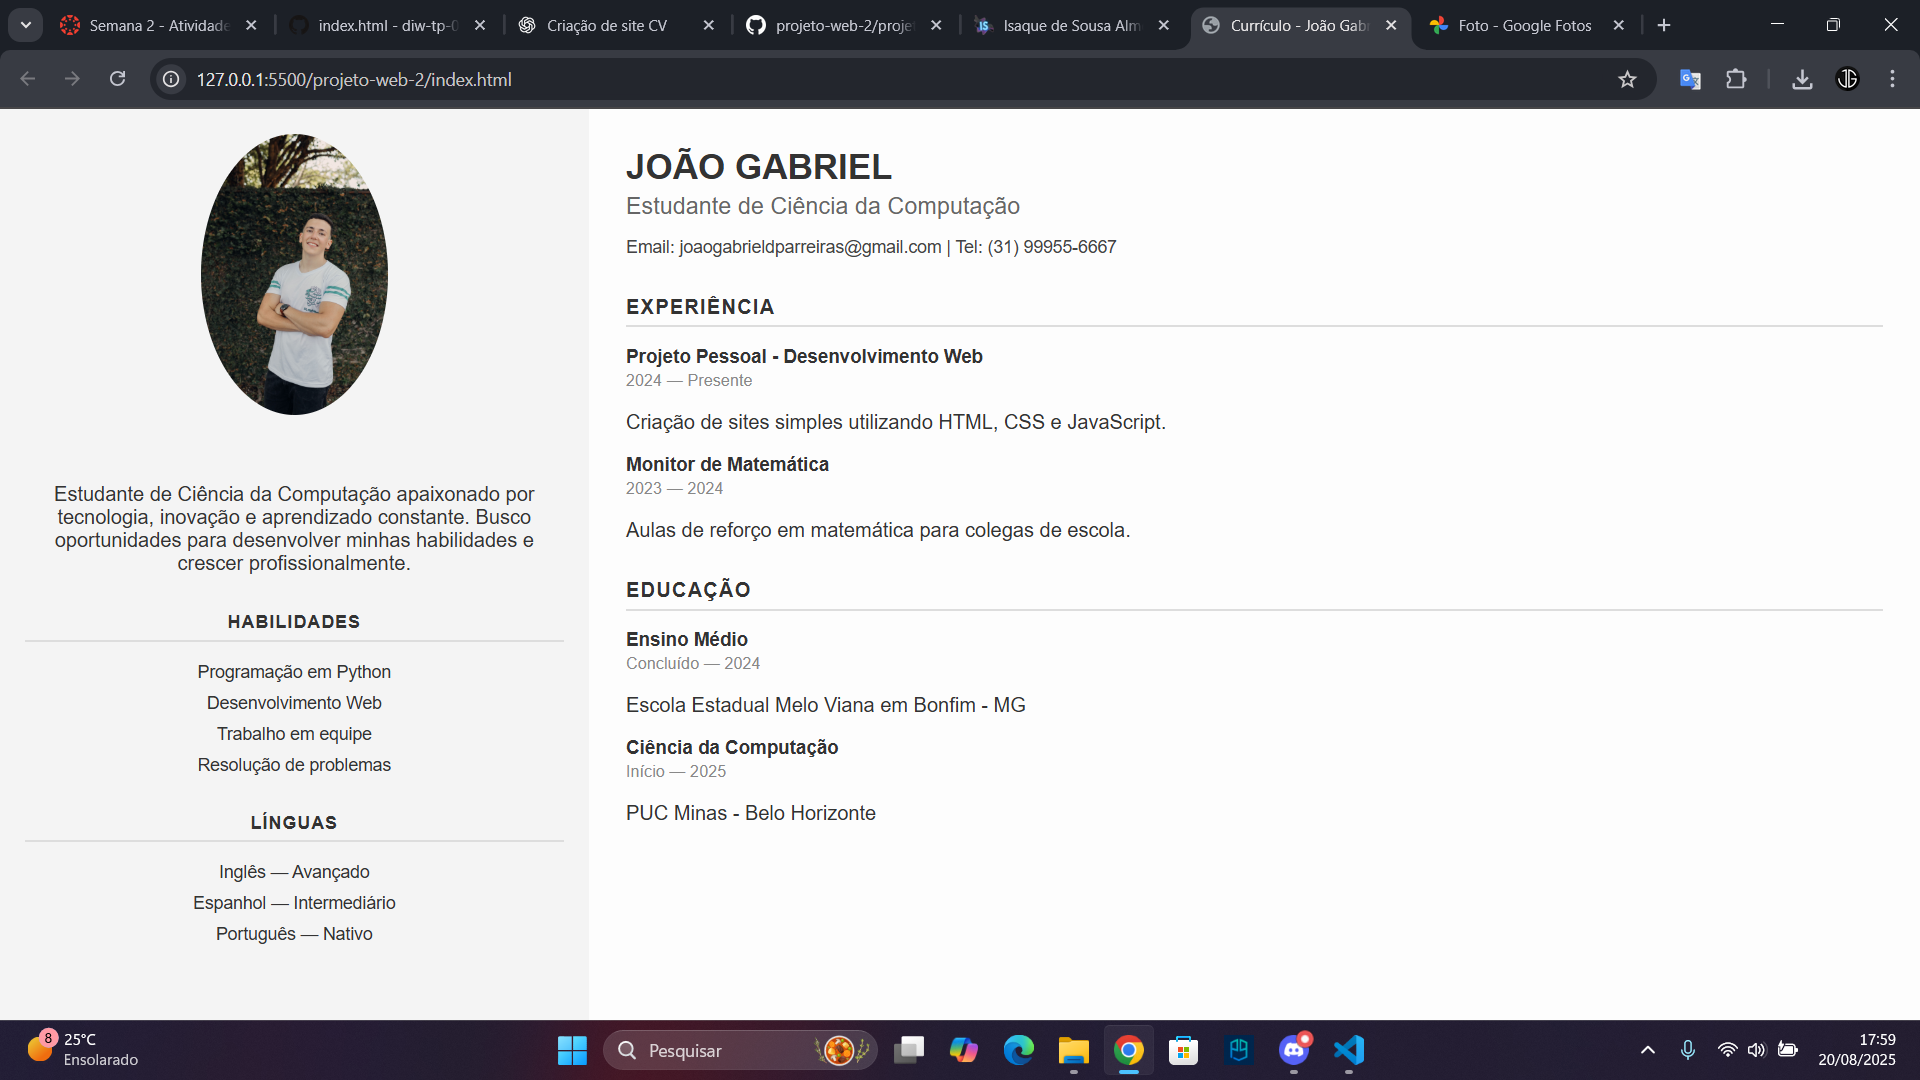 Semana 2 - Atividade
index.html - diw-tp-0
Criação de site CV
projeto-web-2/proje
Isaque de Sousa Alm
Currículo - João Gab
Foto - Google Fotos
127.0.0.1:5500/projeto-web-2/index.html
Estudante de Ciência da Computação apaixonado por
tecnologia, inovação e aprendizado constante. Busco
oportunidades para desenvolver minhas habilidades e
crescer profissionalmente.
HABILIDADES
Programação em Python
Desenvolvimento Web
Trabalho em equipe
Resolução de problemas
LÍNGUAS
Inglês — Avançado
Espanhol — Intermediário
Português — Nativo
JOÃO GABRIEL
Estudante de Ciência da Computação
Email: joaogabrieldparreiras@gmail.com | Tel: (31) 99955-6667
EXPERIÊNCIA
Projeto Pessoal - Desenvolvimento Web
2024 — Presente
Criação de sites simples utilizando HTML, CSS e JavaScript.
Monitor de Matemática
2023 — 2024
Aulas de reforço em matemática para colegas de escola.
EDUCAÇÃO
Ensino Médio
Concluído — 2024
Escola Estadual Melo Viana em Bonfim - MG
Ciência da Computação
Início — 2025
PUC Minas - Belo Horizonte
8
25°C
Ensolarado
Pesquisar
17:59
20/08/2025